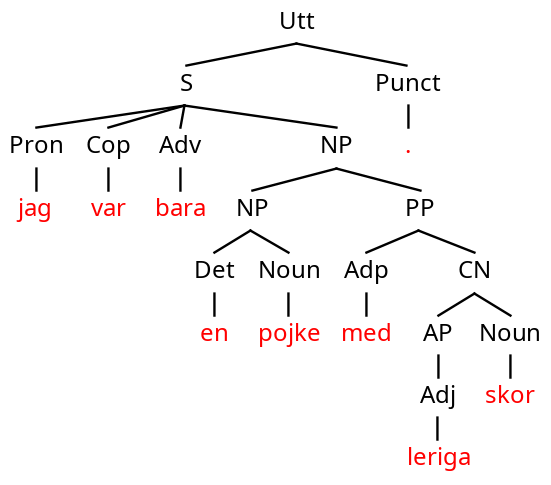 Utt
S Punct
Pron Cop Adv NP .
jag var bara NP PP
Det Noun Adp CN
en pojke med AP Noun
Adj skor
leriga